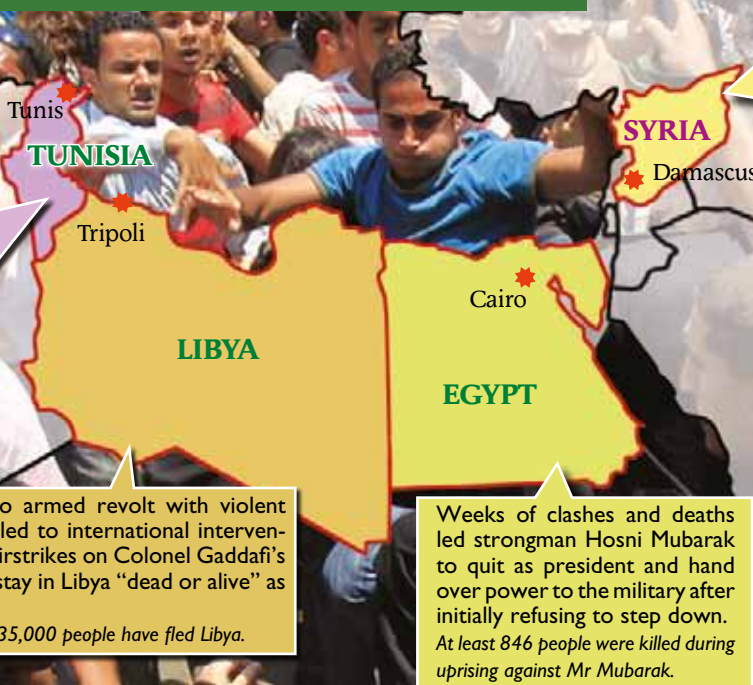 Tunis
TUNISIA
Tripoli
SYRIA
Damascus
Cairo
LIBYA
EGYPT
o armed revolt with violent
led to international interven-
irstrikes on Colonel Gaddafi's
stay in Libya “dead or alive” as
35,000 people have fled Libya.
Weeks of clashes and deaths
led strongman Hosni Mubarak
to quit as president and hand
over power to the military after
initially refusing to step down.
At least 846 people were killed during
uprising against Mr Mubarak.